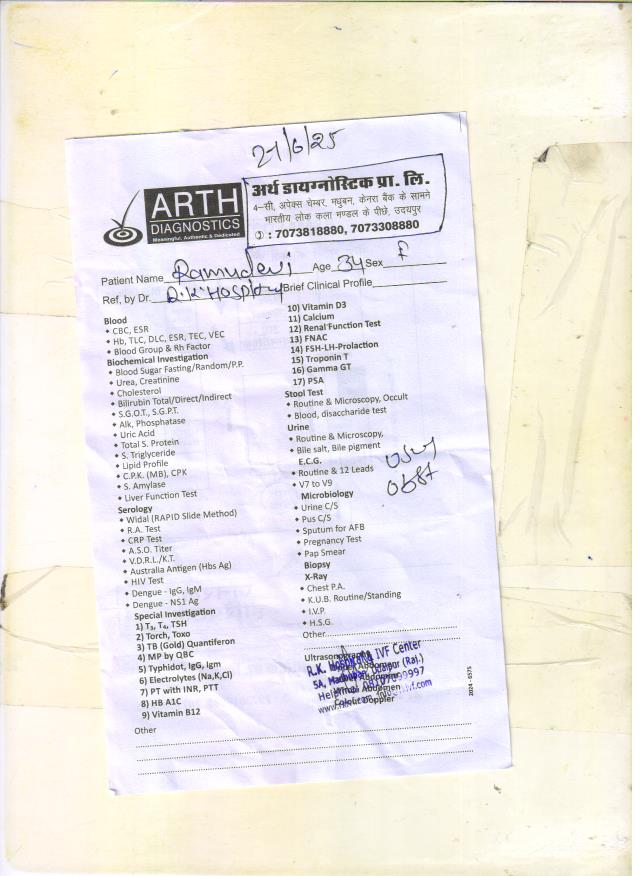 21/6/25
ARTH
DIAGNOSTICS
Meaningful, Authentic & Dedicated
अर्थ डायग्नोस्टिक प्रा. लि.
4-सी, अपेक्स चेम्बर, मधुबन, केनरा बैंक के सामने
भारतीय लोक कला मण्डल के पीछे, उदयपुर
: 7073818880, 7073308880
Patient Name Ramudevi Age 34 Sex F
Ref, by Dr. R.K Hospital Brief Clinical Profile
Blood
• CBC, ESR
• Hb, TLC, DLC, ESR, TEC, VEC
• Blood Group & Rh Factor
Biochemical Investigation
• Blood Sugar Fasting/Random/P.P.
• Urea, Creatinine
• Cholesterol
• Bilirubin Total/Direct/Indirect
• S.G.O.T., S.G.P.T.
• Alk, Phosphatase
• Uric Acid
• Total S. Protein
• S. Triglyceride
• Lipid Profile
• C.P.K. (MB), CPK
• S. Amylase
• Liver Function Test
Serology
• Widal (RAPID Slide Method)
• R.A. Test
• CRP Test
• A.S.O. Titer
• V.D.R.L./K.T.
• Australia Antigen (Hbs Ag)
• HIV Test
• Dengue - IgG, IgM
• Dengue - NS1 Ag
Special Investigation
1) T₃, T₄, TSH
2) Torch, Toxo
3) TB (Gold) Quantiferon
4) MP by QBC
5) Typhidot, IgG, Igm
6) Electrolytes (Na,K,Cl)
7) PT with INR, PTT
8) HB A1C
9) Vitamin B12
10) Vitamin D3
11) Calcium
12) Renal Function Test
13) FNAC
14) FSH-LH-Prolaction
15) Troponin T
16) Gamma GT
17) PSA
Stool Test
• Routine & Microscopy, Occult
• Blood, disaccharide test
Urine
• Routine & Microscopy,
• Bile salt, Bile pigment
E.C.G.
• Routine & 12 Leads
• V7 to V9
Microbiology
• Urine C/S
• Pus C/S
• Sputum for AFB
• Pregnancy Test
• Pap Smear
Biopsy
X-Ray
• Chest P.A.
• K.U.B. Routine/Standing
• I.V.P.
• H.S.G.
Other
usg
obst
Ultrasonography
R.K. Hospital & IVF Center
5A, Madhuban, Udaipur (Raj.)
Colour Doppler
2024 - 0575
Other